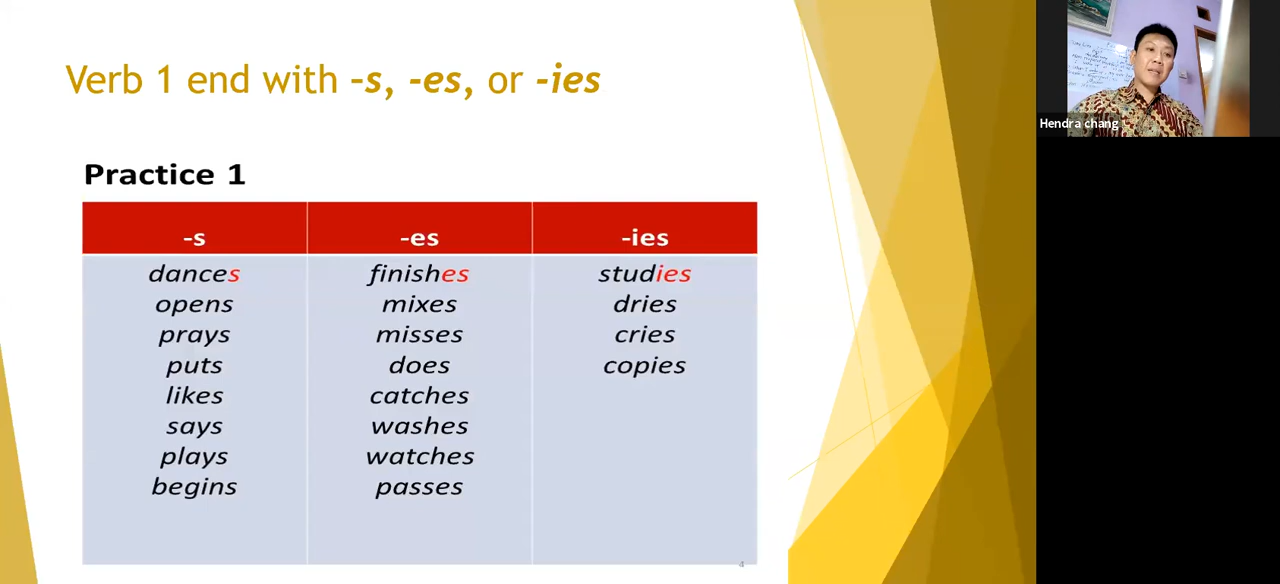 Verb 1 end with -s, -es, or -ies
Practice 1
-s -es -ies
dances finishes studies
opens mixes dries
prays misses cries
puts does copies
likes catches
says washes
plays watches
begins passes
4
Hendra chang